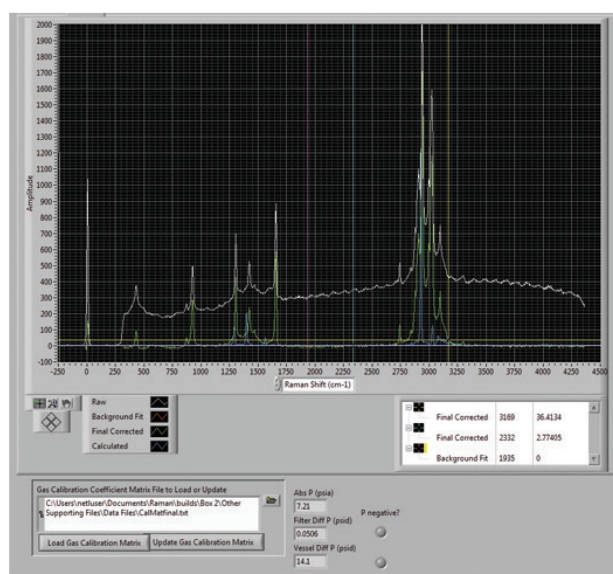 2000
1900
1800
1700
1600
1500
1400
1300
1200
1100
1000
900
800
700
600
500
400
300
200
100
0
-100
Amplitude
-250 0 250 500 750 1000 1250 1500 1750 2000 2250 2500 2750 3000 3250 3500 3750 4000 4250 4500
Raman Shift (cm-1)
Raw
Background Fit
Final Corrected
Calculated
Final Corrected 3169 36.4134
Final Corrected 2332 2.77405
Background Fit 1935 0
Gas Calibration Coefficient Matrix File to Load or Update
C:\Users\netluser\Documents\Raman\builds\Box 2\Other
Supporting Files\Data Files\CalMatfinal.txt
Load Gas Calibration Matrix Update Gas Calibration Matrix
Abs P (psia)
7.21
Filter Diff P (psid) P negative?
0.0506
Vessel Diff P (psid)
14.1